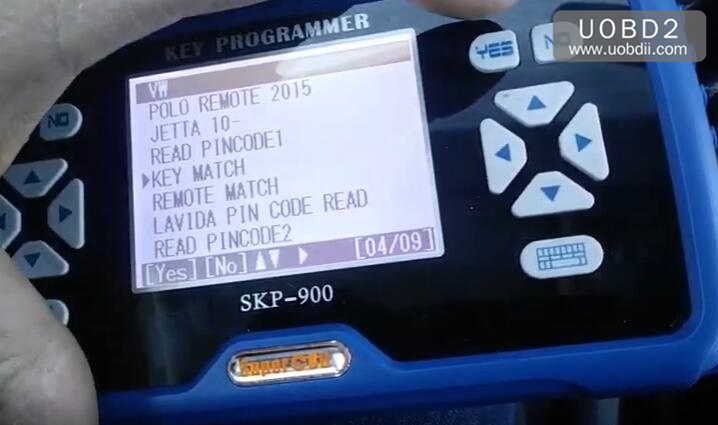 UOBD2
www.uobdii.com
KEY PROGRAMMER
YES
NO
NO
VW
POLO REMOTE 2015
JETTA 10-
READ PINCODE1
KEY MATCH
REMOTE MATCH
LAVIDA PIN CODE READ
READ PINCODE2
[Yes] [No] [04/09]
SKP-900